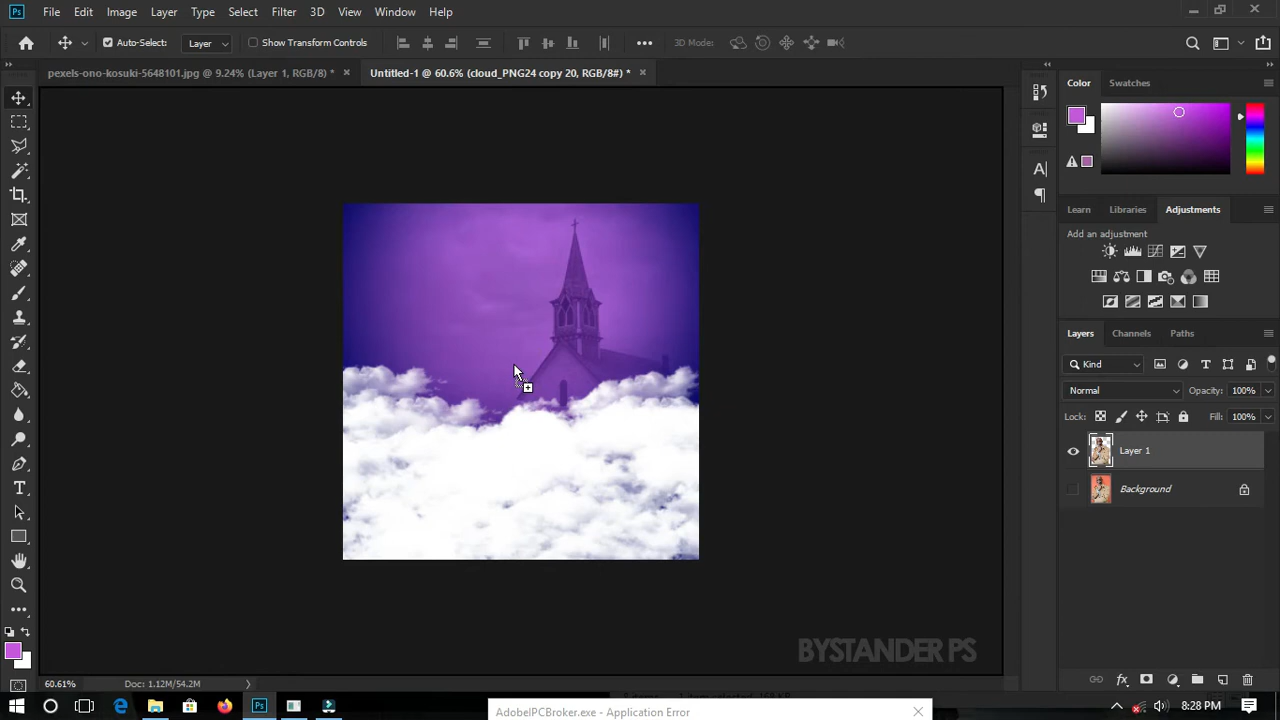 Ps File Edit Image Layer Type Select Filter 3D View Window Help
Auto-Select: Layer Show Transform Controls 3D Mode:
pexels-ono-kosuki-5648101.jpg @ 9.24% (Layer 1, RGB/8) * Untitled-1 @ 60.6% (cloud_PNG24 copy 20, RGB/8#) *
Color Swatches
Learn Libraries Adjustments
Add an adjustment
Layers Channels Paths
Kind
Normal Opacity: 100%
Lock: Fill: 100%
Layer 1
Background
BYSTANDER PS
60.61% Doc: 1.12M/54.2M
8:28 PM
AdobeIPCBroker.exe - Application Error